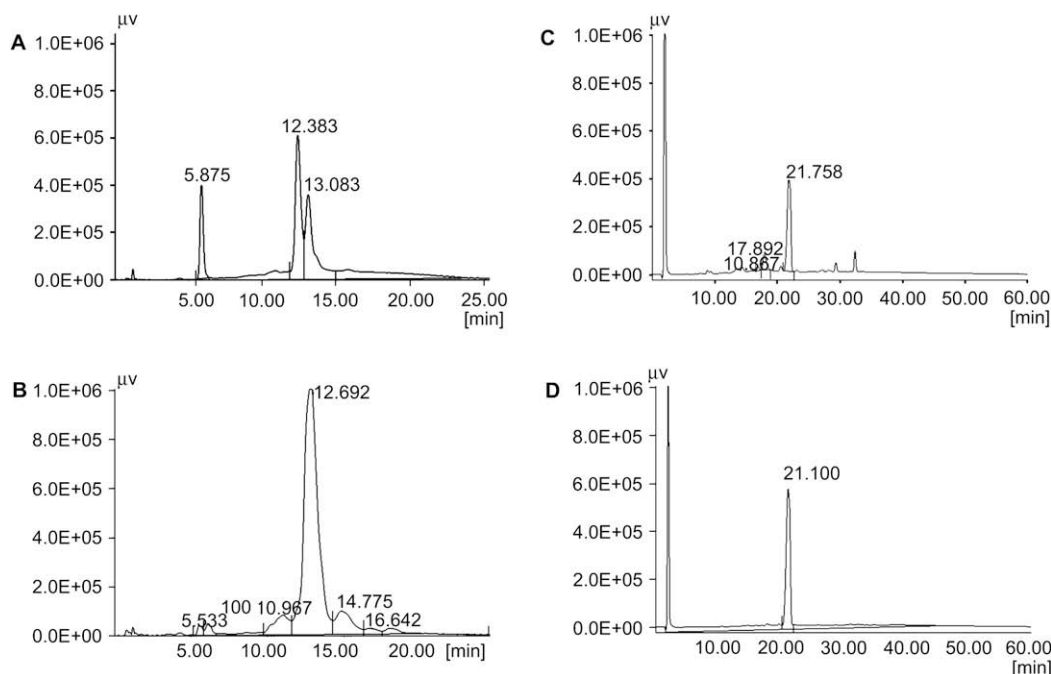 A
μv
1.0E+06
8.0E+05
6.0E+05
4.0E+05
2.0E+05
0.0E+00
5.875
12.383
13.083
5.00 10.00 15.00 20.00 25.00
[min]
C
μv
1.0E+06
8.0E+05
6.0E+05
4.0E+05
2.0E+05
0.0E+00
17.892
10.867
21.758
10.00 20.00 30.00 40.00 50.00 60.00
[min]
B
μv
1.0E+06
8.0E+05
6.0E+05
4.0E+05
2.0E+05
0.0E+00
5.533
100
10.967
12.692
14.775
16.642
5.00 10.00 15.00 20.00 [min]
D
μv
1.0E+06
8.0E+05
6.0E+05
4.0E+05
2.0E+05
0.0E+00
21.100
10.00 20.00 30.00 40.00 50.00 60.00
[min]